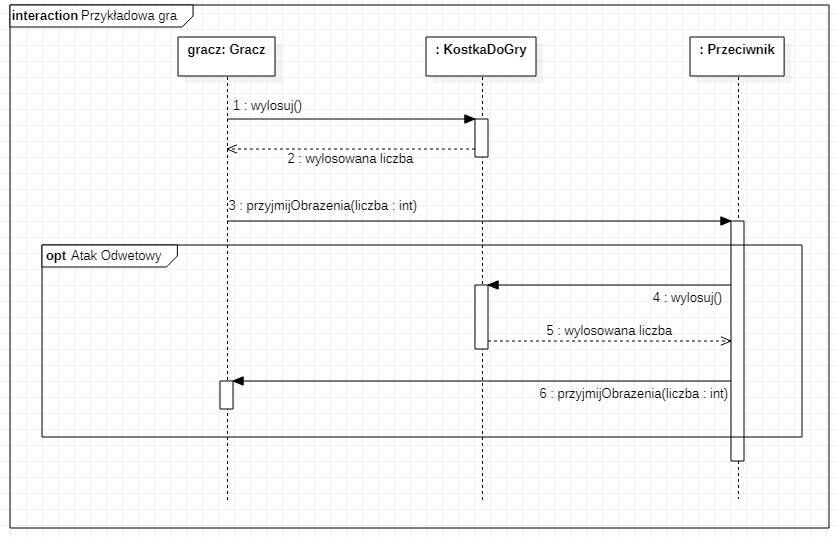 interaction Przykładowa gra
gracz: Gracz
: KostkaDoGry
: Przeciwnik
1 : wylosuj()
2 : wylosowana liczba
3 : przyjmijObrazenia(liczba : int)
opt Atak Odwetowy
4 : wylosuj()
5 : wylosowana liczba
6 : przyjmijObrazenia(liczba : int)